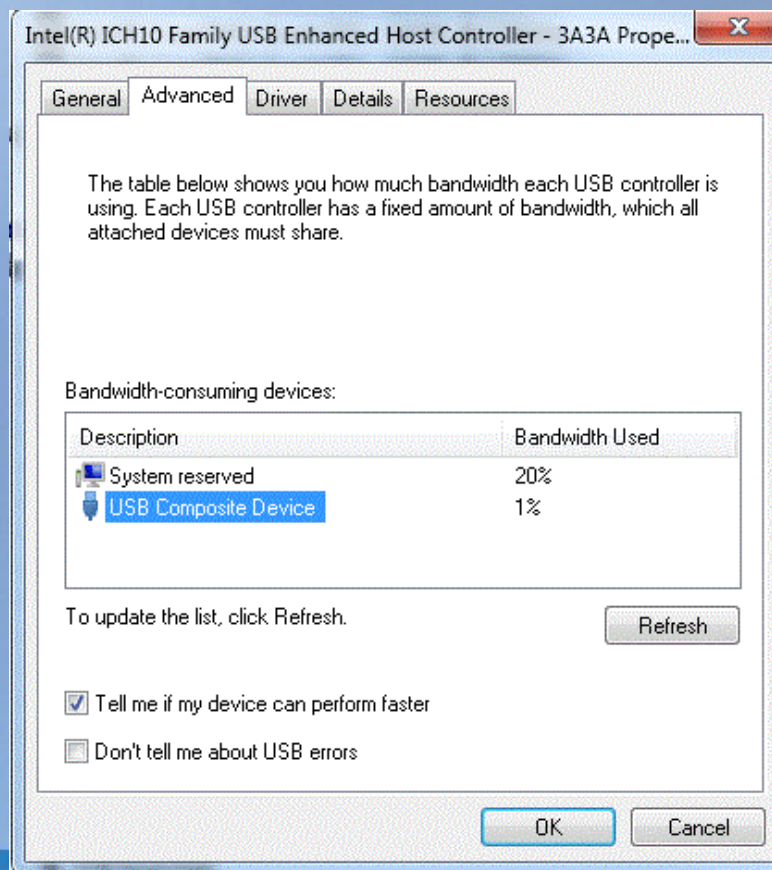 Intel(R) ICH10 Family USB Enhanced Host Controller - 3A3A Prope...
General Advanced Driver Details Resources
The table below shows you how much bandwidth each USB controller is
using. Each USB controller has a fixed amount of bandwidth, which all
attached devices must share.
Bandwidth-consuming devices:
Description Bandwidth Used
System reserved 20%
USB Composite Device 1%
To update the list, click Refresh.
Refresh
Tell me if my device can perform faster
Don't tell me about USB errors
OK Cancel